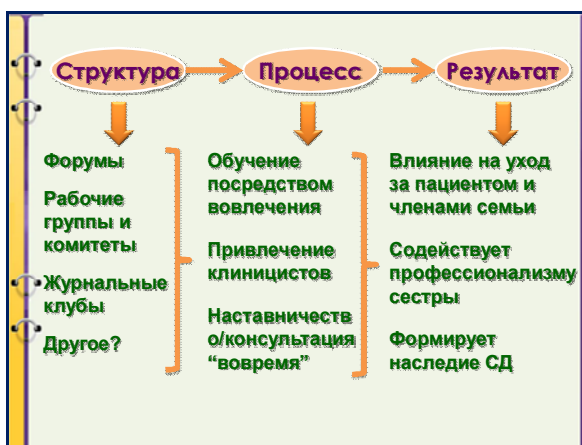 Структура
Процесс
Результат
Форумы
Рабочие
группы и
комитеты
Журнальные
клубы
Другое?
Обучение
посредством
вовлечения
Привлечение
клиницистов
Наставничеств
о/консультация
“вовремя”
Влияние на уход
за пациентом и
членами семьи
Содействует
профессионализму
сестры
Формирует
наследие СД